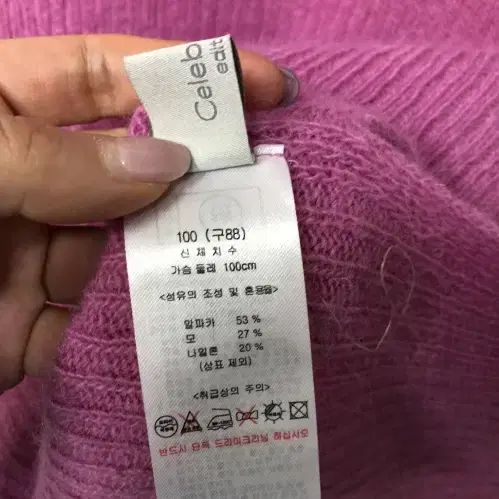 Celeb
edit
100 (구88)
신 체 치 수
가슴 둘레 100cm
<섬유의 조성 및 혼용율>
알파카 53 %
모 27 %
나일론 20 %
(상표 제외)
<취급상의 주의>
반드시 단독 드라이크리닝 하십시오